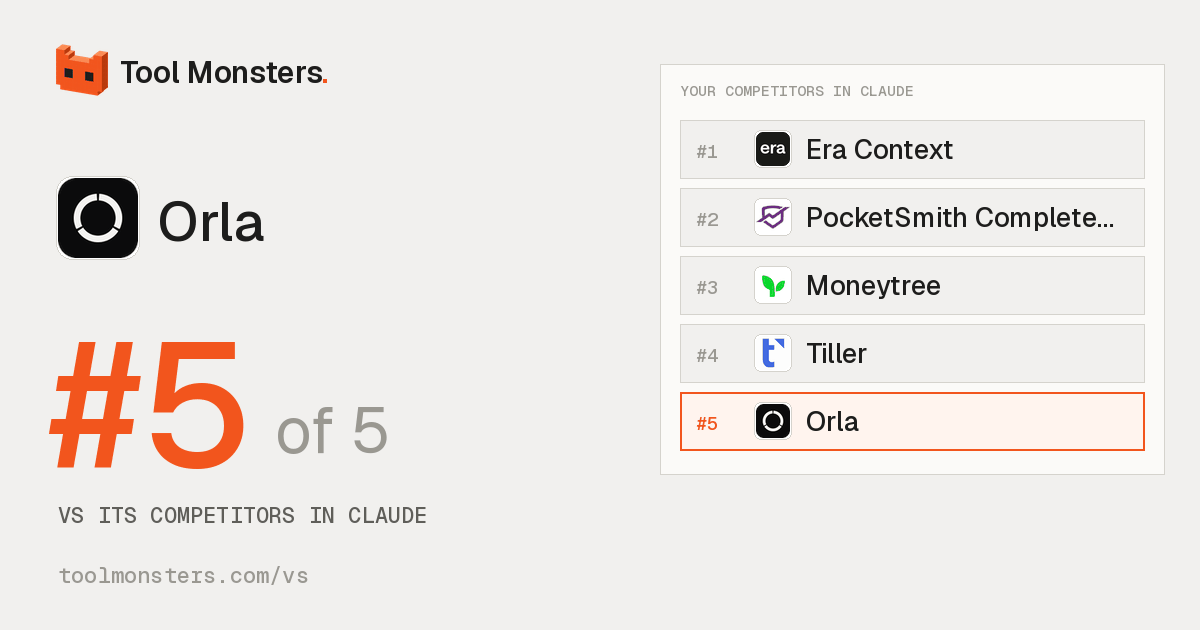 Tool Monsters.
Orla
#5 of 5
VS ITS COMPETITORS IN CLAUDE
toolmonsters.com/vs
YOUR COMPETITORS IN CLAUDE
#1 era Era Context
#2 PocketSmith Complete...
#3 Moneytree
#4 Tiller
#5 Orla